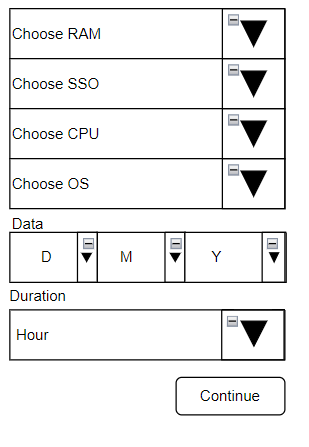 Choose RAM
Choose SSO
Choose CPU
Choose OS
Data
D M Y
Duration
Hour
Continue